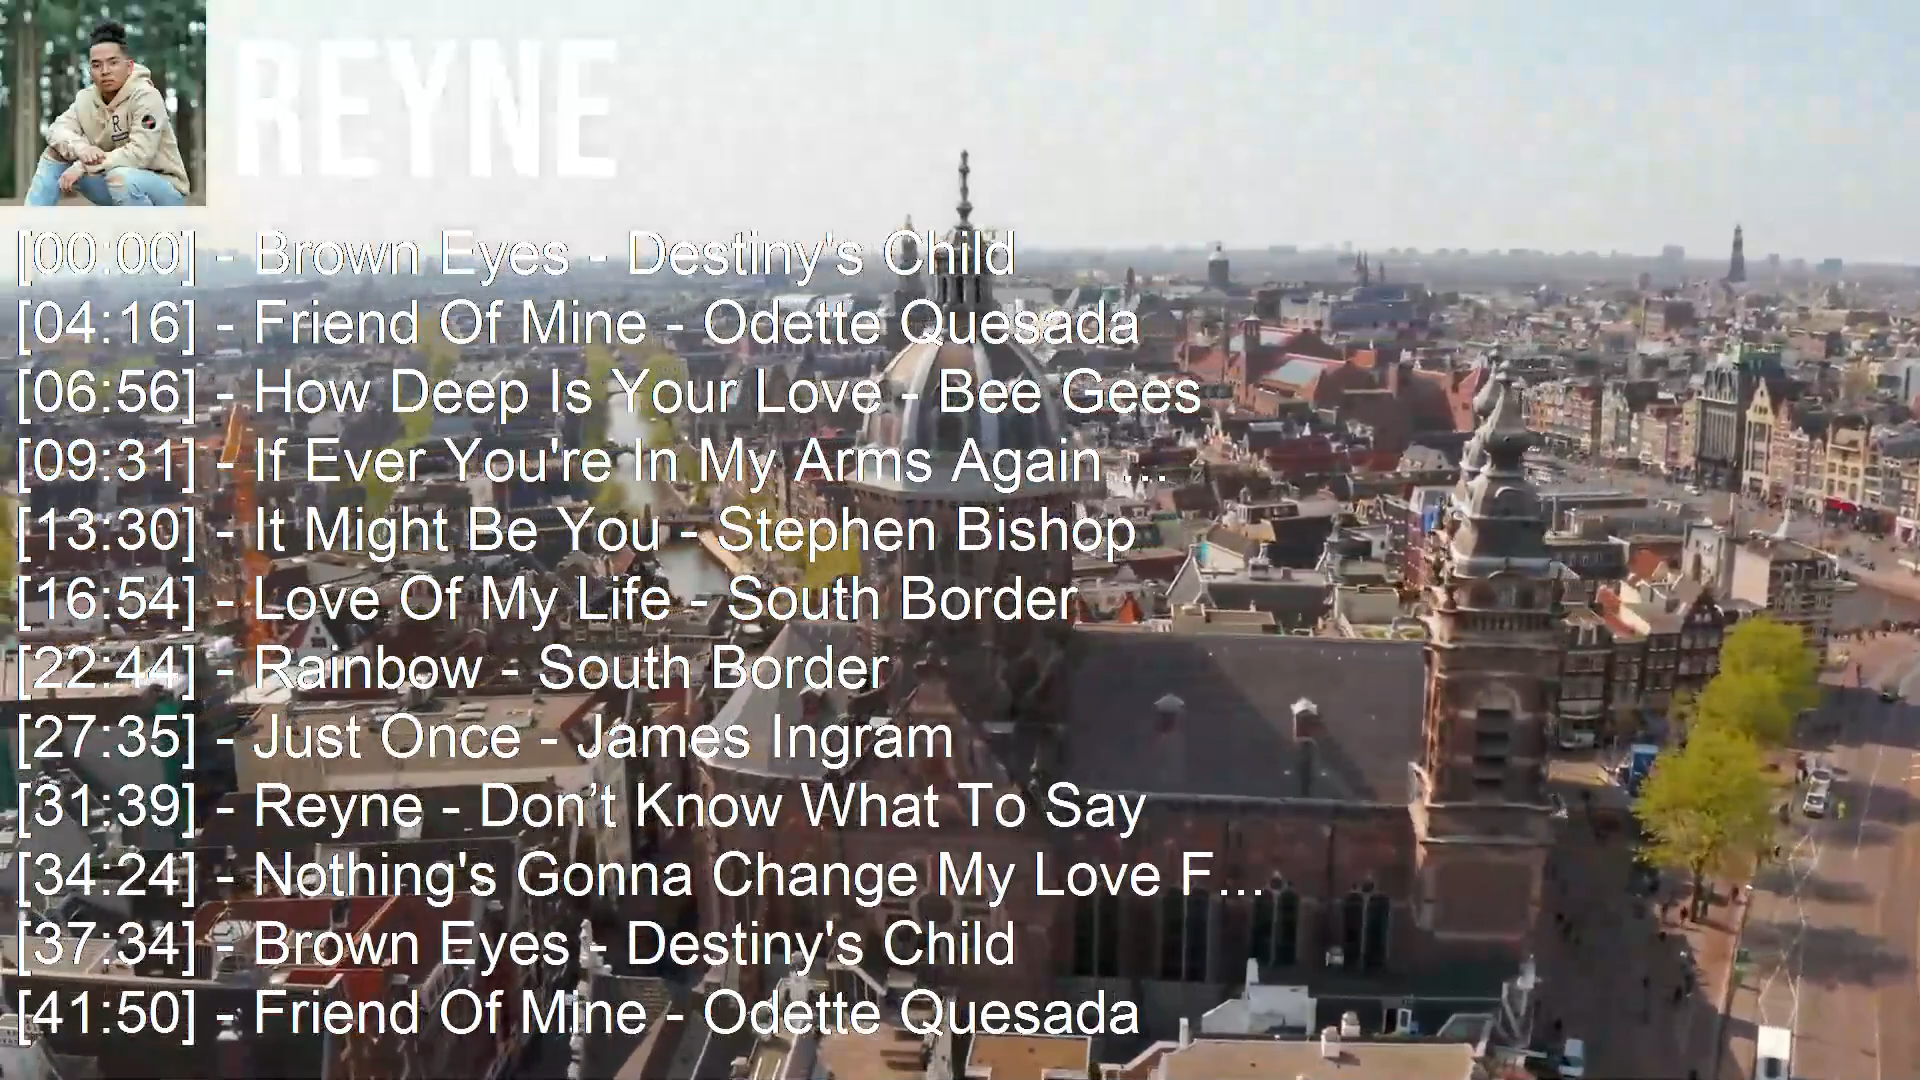 REYNE
[00:00] - Brown Eyes - Destiny's Child
[04:16] - Friend Of Mine - Odette Quesada
[06:56] - How Deep Is Your Love - Bee Gees
[09:31] - If Ever You're In My Arms Again ...
[13:30] - It Might Be You - Stephen Bishop
[16:54] - Love Of My Life - South Border
[22:44] - Rainbow - South Border
[27:35] - Just Once - James Ingram
[31:39] - Reyne - Don’t Know What To Say
[34:24] - Nothing's Gonna Change My Love F...
[37:34] - Brown Eyes - Destiny's Child
[41:50] - Friend Of Mine - Odette Quesada